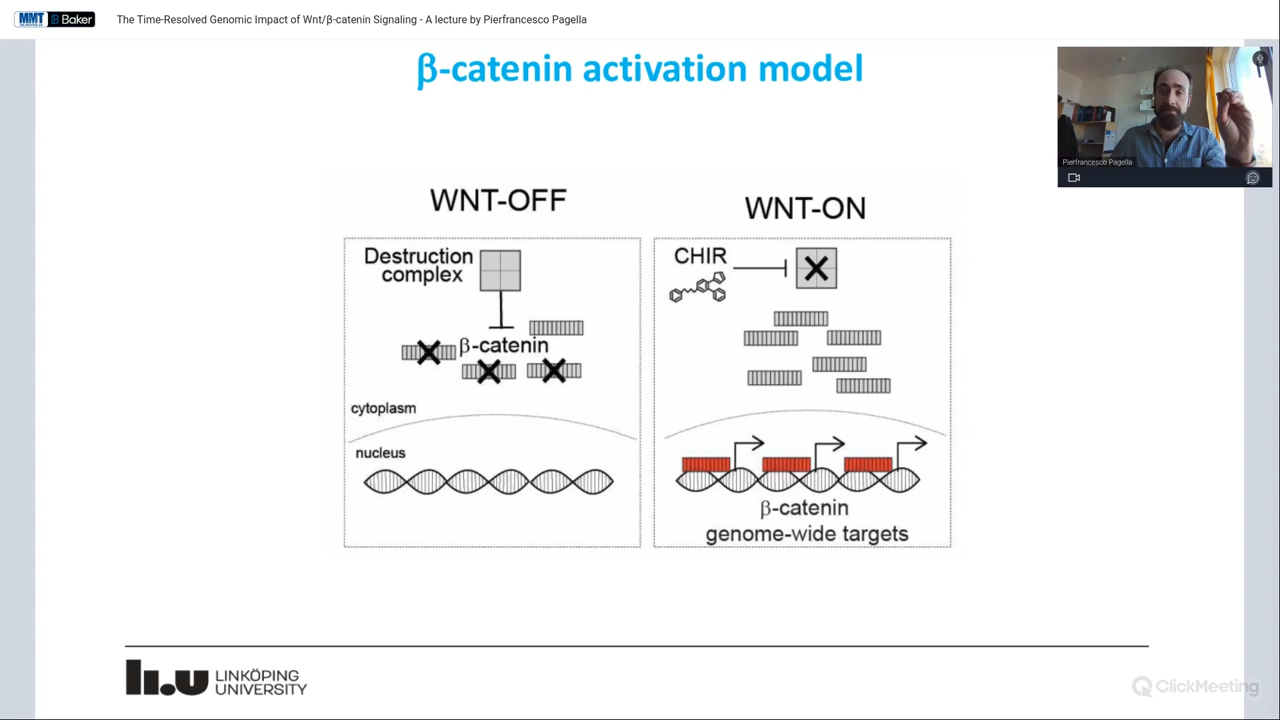 MMT B Baker
The Time-Resolved Genomic Impact of Wnt/β-catenin Signaling - A lecture by Pierfrancesco Pagella
β-catenin activation model
Pierfrancesco Pagella
WNT-OFF
WNT-ON
Destruction
complex
β-catenin
cytoplasm
nucleus
CHIR
β-catenin
genome-wide targets
li.u LINKÖPING
UNIVERSITY
ClickMeeting